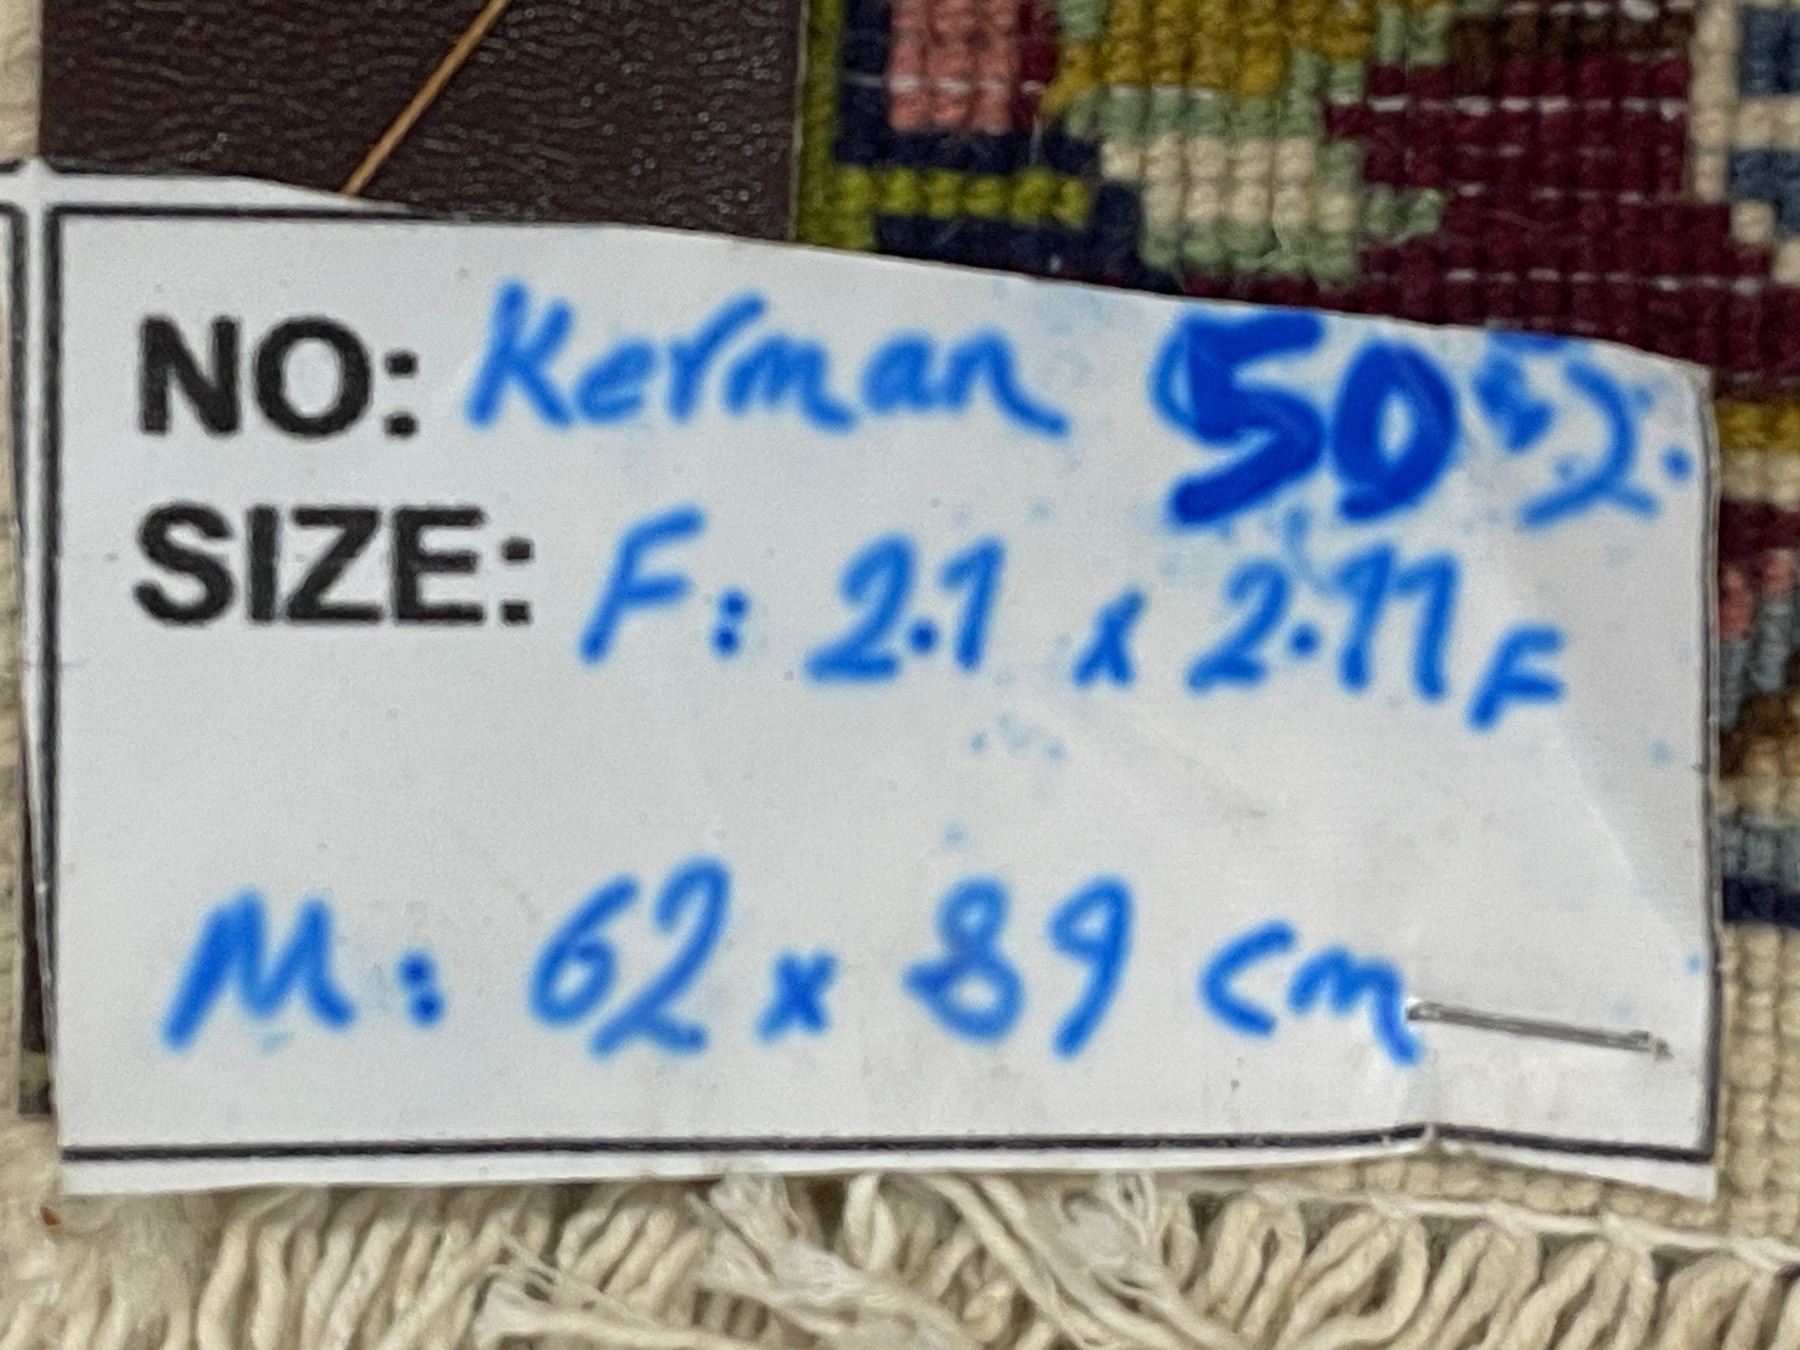 NO: Kerman 50
SIZE: F: 2.1 x 2.11 F
M: 62 x 89 cm